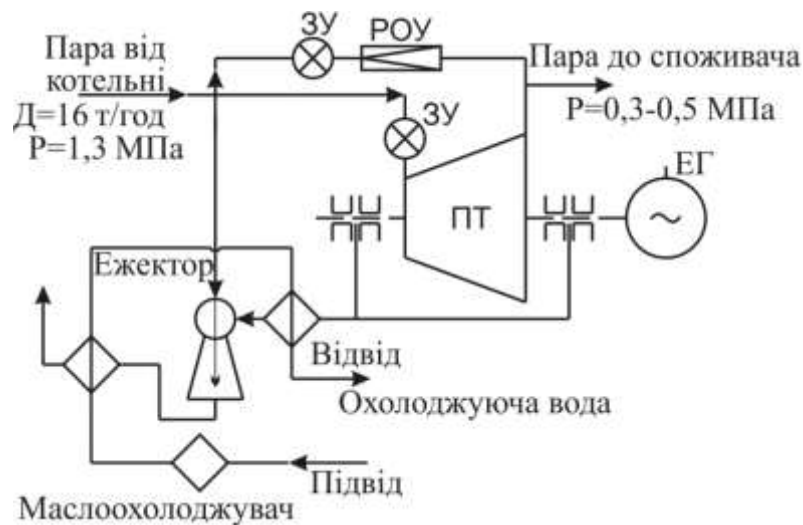 ЗУ
РОУ
Пара від
котельні
Д=16 т/год
Р=1,3 МПа
Пара до споживача
Р=0,3-0,5 МПа
ЗУ
ЕГ
ПТ
Ежектор
Відвід
Охолоджуюча вода
Підвід
Маслоохолоджувач